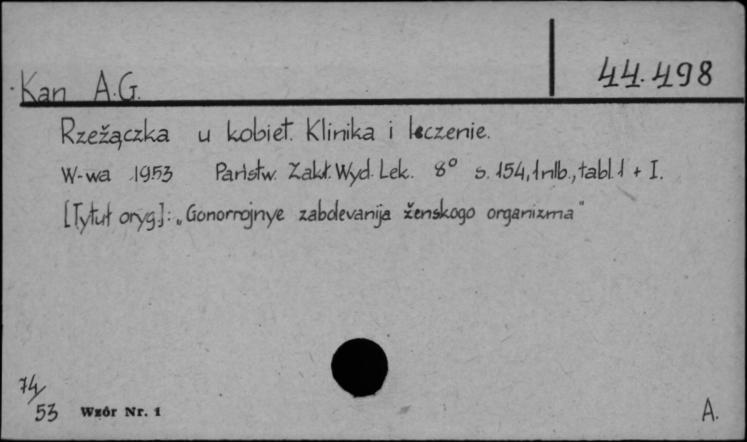 44.498
Kan A.G.
Rzeżączka u kobiet. Klinika i leczenie.
W-wa 1953 Państw. Zakł. Wyd. Lek. 8° s. 154, 1 nlb., tabl. 1 + I.
[Tytuł oryg.]: „Gonorrojnye zabolevanija ženskogo organizma"
74/53 Wzór Nr. 1 A.